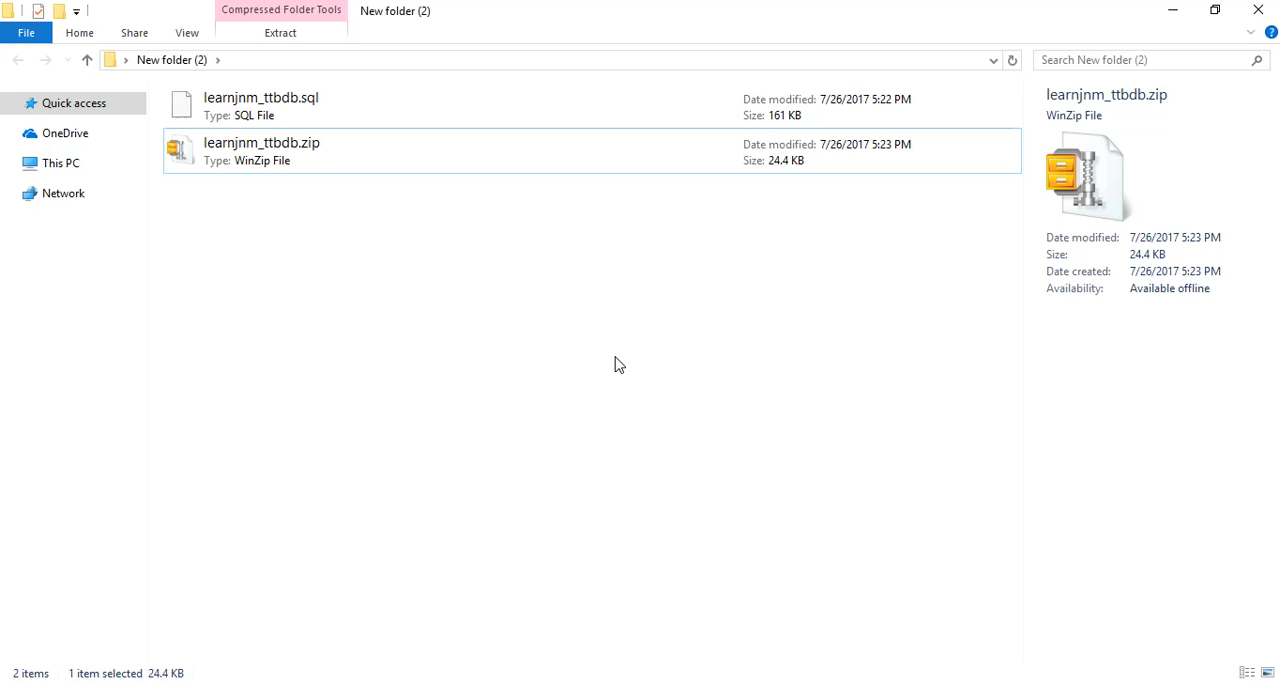 Compressed Folder Tools
New folder (2)
File
Home
Share
View
Extract
New folder (2)
Search New folder (2)
Quick access
OneDrive
This PC
Network
learnjnm_ttbdb.sql
Type: SQL File
Date modified: 7/26/2017 5:22 PM
Size: 161 KB
learnjnm_ttbdb.zip
Type: WinZip File
Date modified: 7/26/2017 5:23 PM
Size: 24.4 KB
learnjnm_ttbdb.zip
WinZip File
Date modified: 7/26/2017 5:23 PM
Size: 24.4 KB
Date created: 7/26/2017 5:23 PM
Availability: Available offline
2 items 1 item selected 24.4 KB